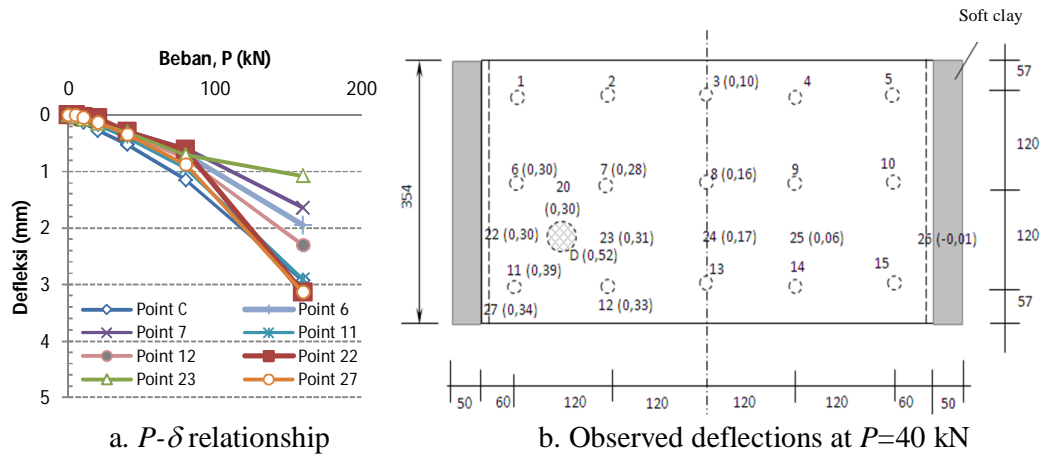 Beban, P (kN)
0 100 200
Defleksi (mm)
0
1
2
3
4
5
Point C
Point 6
Point 7
Point 11
Point 12
Point 22
Point 23
Point 27
a. P-δ relationship
Soft clay
1 2 3 (0,10) 4 5
6 (0,30) 7 (0,28) 8 (0,16) 9 10
20
(0,30)
22 (0,30) 23 (0,31) 24 (0,17) 25 (0,06) 26 (-0,01)
D (0,52)
11 (0,39) 13 14 15
27 (0,34) 12 (0,33)
354
57
120
120
57
50 60 120 120 120 120 60 50
b. Observed deflections at P=40 kN